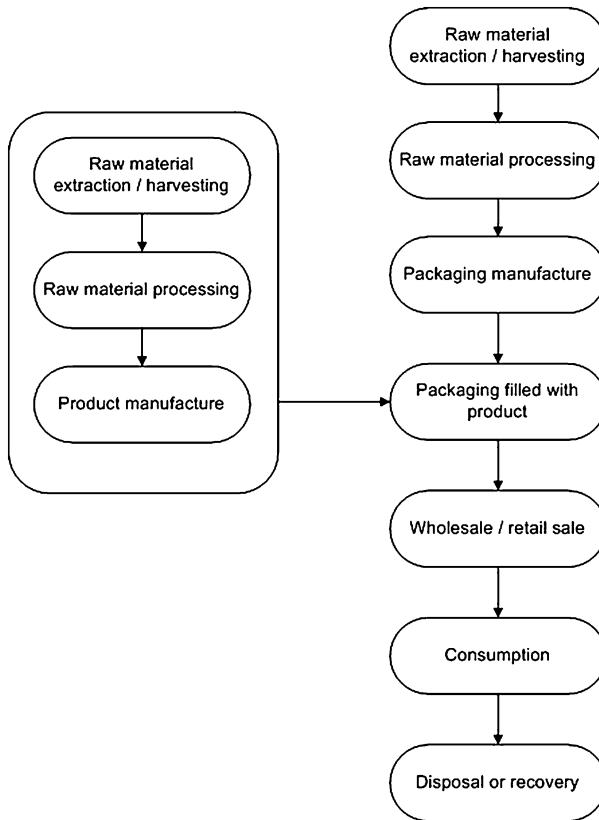 Raw material
extraction / harvesting
Raw material processing
Product manufacture
Raw material
extraction / harvesting
Raw material processing
Packaging manufacture
Packaging filled with
product
Wholesale / retail sale
Consumption
Disposal or recovery